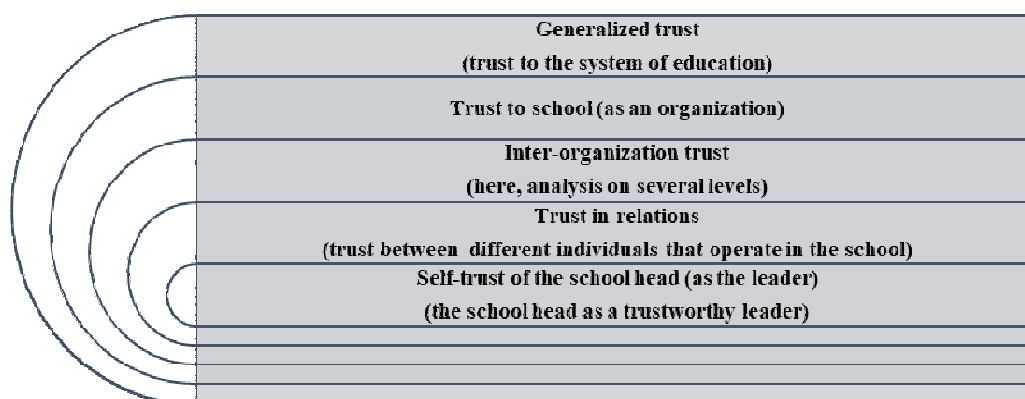 Generalized trust
(trust to the system of education)
Trust to school (as an organization)
Inter-organization trust
(here, analysis on several levels)
Trust in relations
(trust between different individuals that operate in the school)
Self-trust of the school head (as the leader)
(the school head as a trustworthy leader)